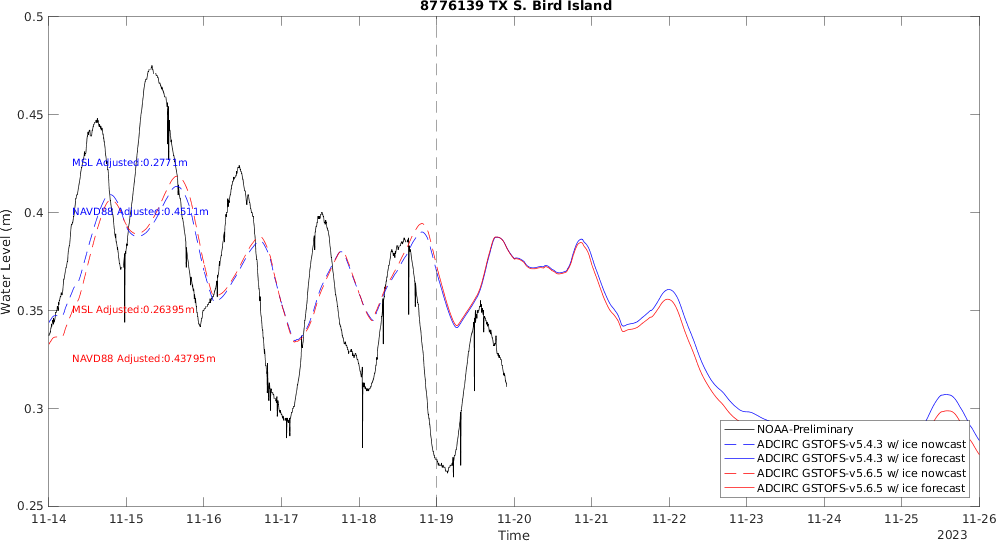 8776139 TX S. Bird Island
0.5
0.45
0.4
0.35
0.3
0.25
Water Level (m)
MSL Adjusted:0.2771m
NAVD88 Adjusted:0.4511m
MSL Adjusted:0.26395m
NAVD88 Adjusted:0.43795m
NOAA-Preliminary
ADCIRC GSTOFS-v5.4.3 w/ ice nowcast
ADCIRC GSTOFS-v5.4.3 w/ ice forecast
ADCIRC GSTOFS-v5.6.5 w/ ice nowcast
ADCIRC GSTOFS-v5.6.5 w/ ice forecast
11-14 11-15 11-16 11-17 11-18 11-19 11-20 11-21 11-22 11-23 11-24 11-25 11-26
Time
2023